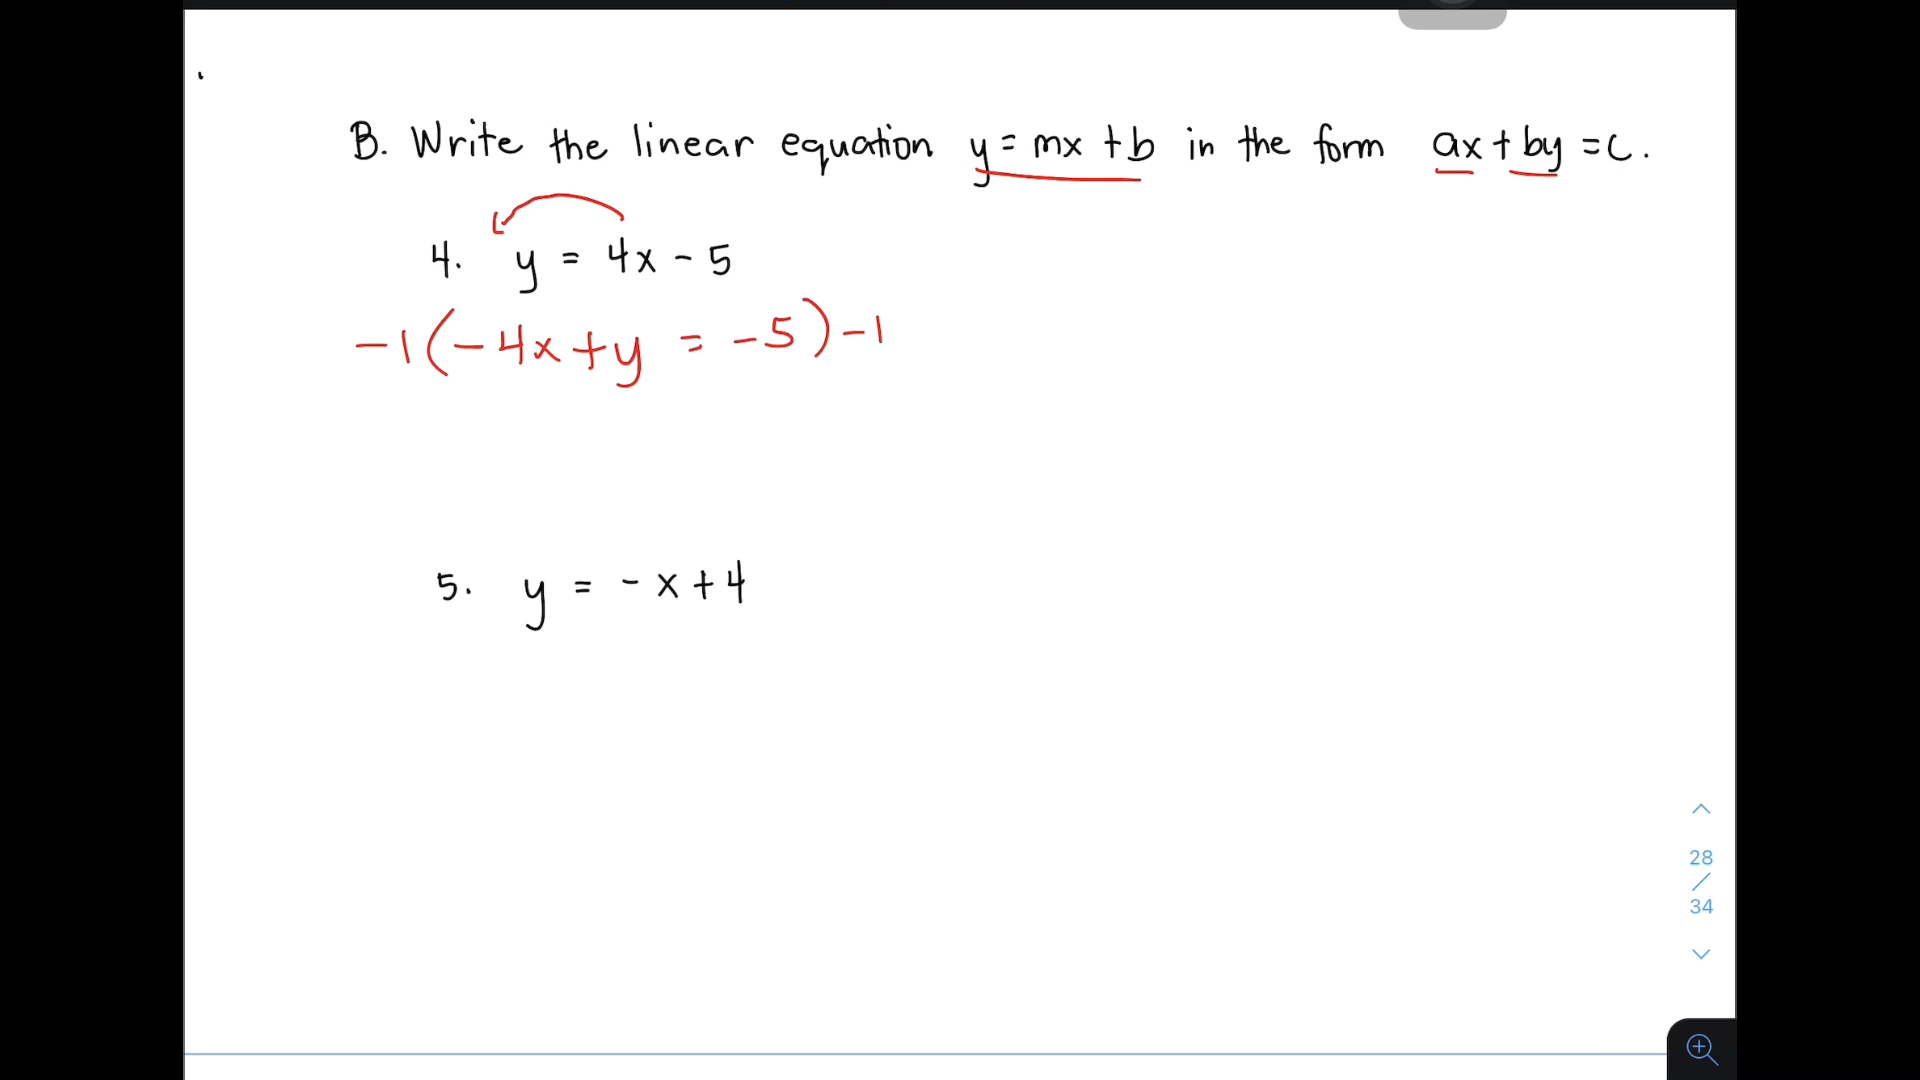 B. Write the linear equation y = mx + b in the form ax + by = c.
4. y = 4x - 5
-1(-4x + y = -5)-1
5. y = -x + 4
28
/
34